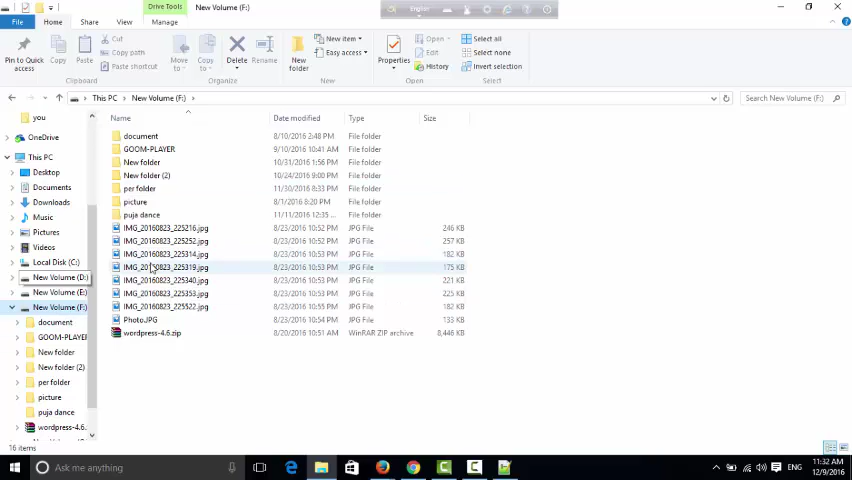 Drive Tools
New Volume (F:)
English
File
Home
Share
View
Manage
Pin to Quick access
Copy
Paste
Cut
Copy path
Paste shortcut
Clipboard
Move to
Copy to
Delete
Rename
Organize
New folder
New item
Easy access
New
Properties
Open
Edit
History
Open
Select all
Select none
Invert selection
Select
This PC
New Volume (F:)
Search New Volume (F:)
you
OneDrive
This PC
Desktop
Documents
Downloads
Music
Pictures
Videos
Local Disk (C:)
New Volume (D:)
New Volume (E:)
New Volume (F:)
document
GOOM-PLAYER
New folder
New folder (2)
per folder
picture
puja dance
wordpress-4.6.
Name Date modified Type Size
document 8/10/2016 2:48 PM File folder
GOOM-PLAYER 9/10/2016 10:41 AM File folder
New folder 10/31/2016 1:56 PM File folder
New folder (2) 10/24/2016 9:00 PM File folder
per folder 11/30/2016 8:33 PM File folder
picture 8/1/2016 8:20 PM File folder
puja dance 11/11/2016 12:35 ... File folder
IMG_20160823_225216.jpg 8/23/2016 10:52 PM JPG File 246 KB
IMG_20160823_225252.jpg 8/23/2016 10:52 PM JPG File 257 KB
IMG_20160823_225314.jpg 8/23/2016 10:53 PM JPG File 182 KB
IMG_20160823_225319.jpg 8/23/2016 10:53 PM JPG File 175 KB
IMG_20160823_225340.jpg 8/23/2016 10:53 PM JPG File 221 KB
IMG_20160823_225353.jpg 8/23/2016 10:53 PM JPG File 225 KB
IMG_20160823_225522.jpg 8/23/2016 10:55 PM JPG File 182 KB
PhotoJPG 8/23/2016 10:54 PM JPG File 133 KB
wordpress-4.6.zip 8/20/2016 10:51 AM WinRAR ZIP archive 8,446 KB
16 items
Ask me anything
ENG
11:32 AM
12/9/2016